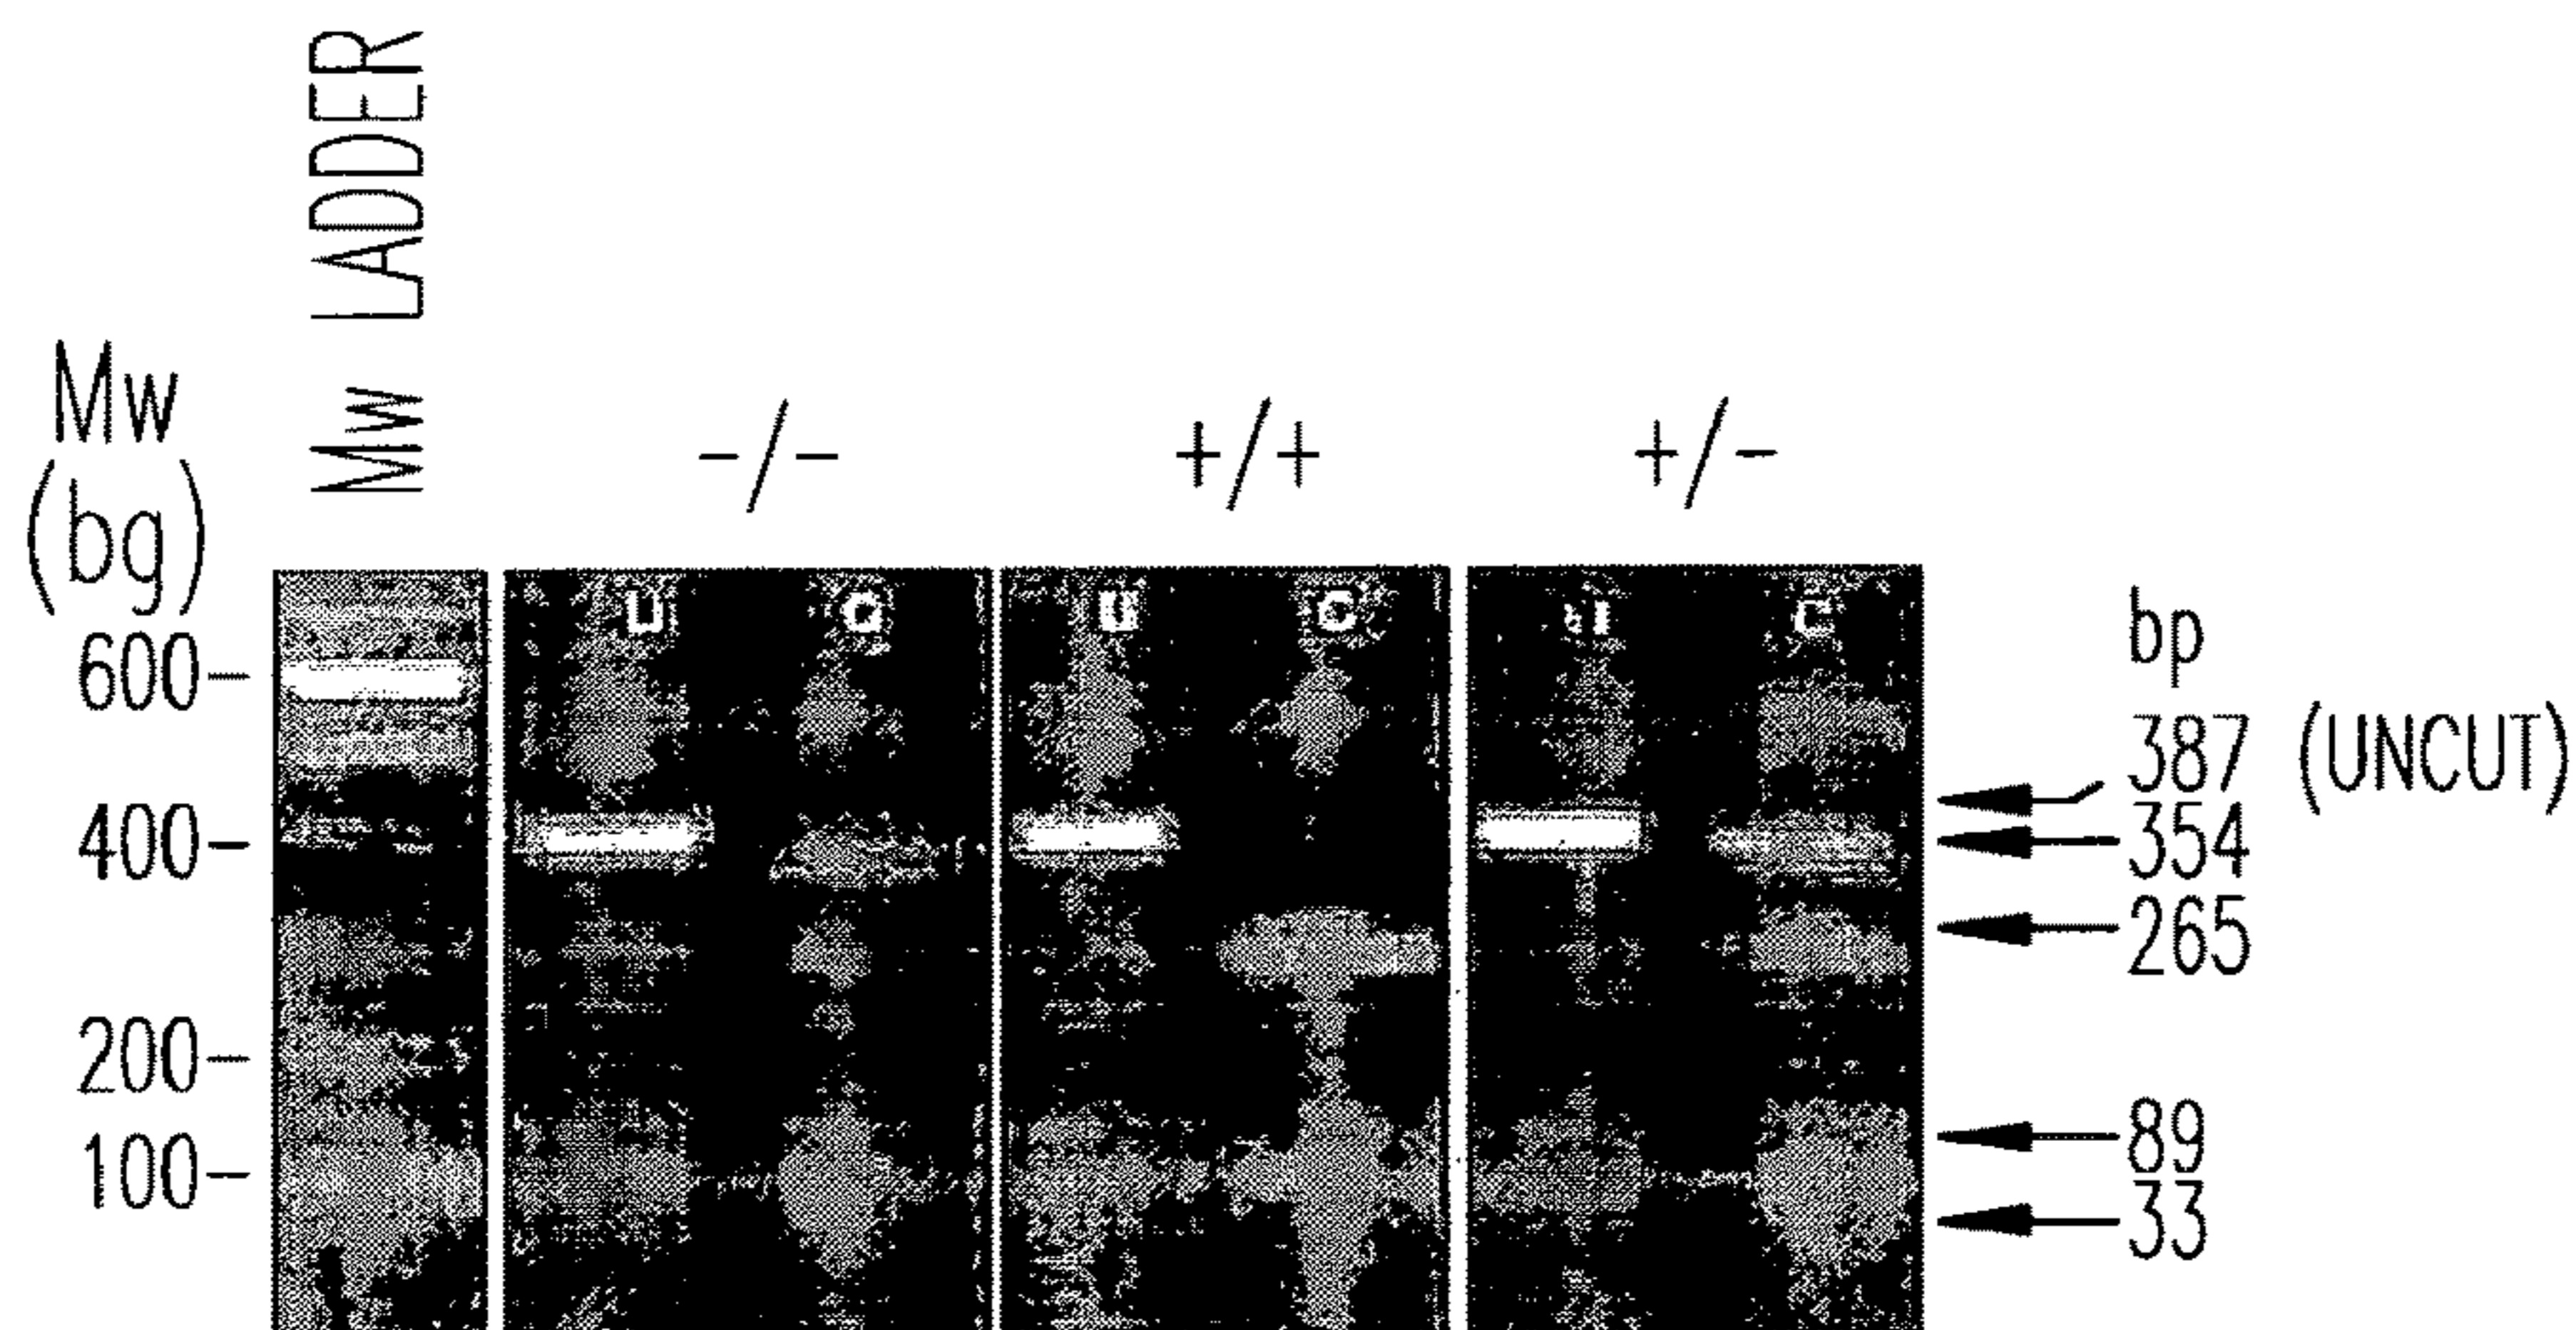 MW LADDER
Mw
(bg)
-/-
+/+
+/-
U C
U C
C
bp
600-
387 (UNCUT)
400-
354
265
200-
89
100-
33